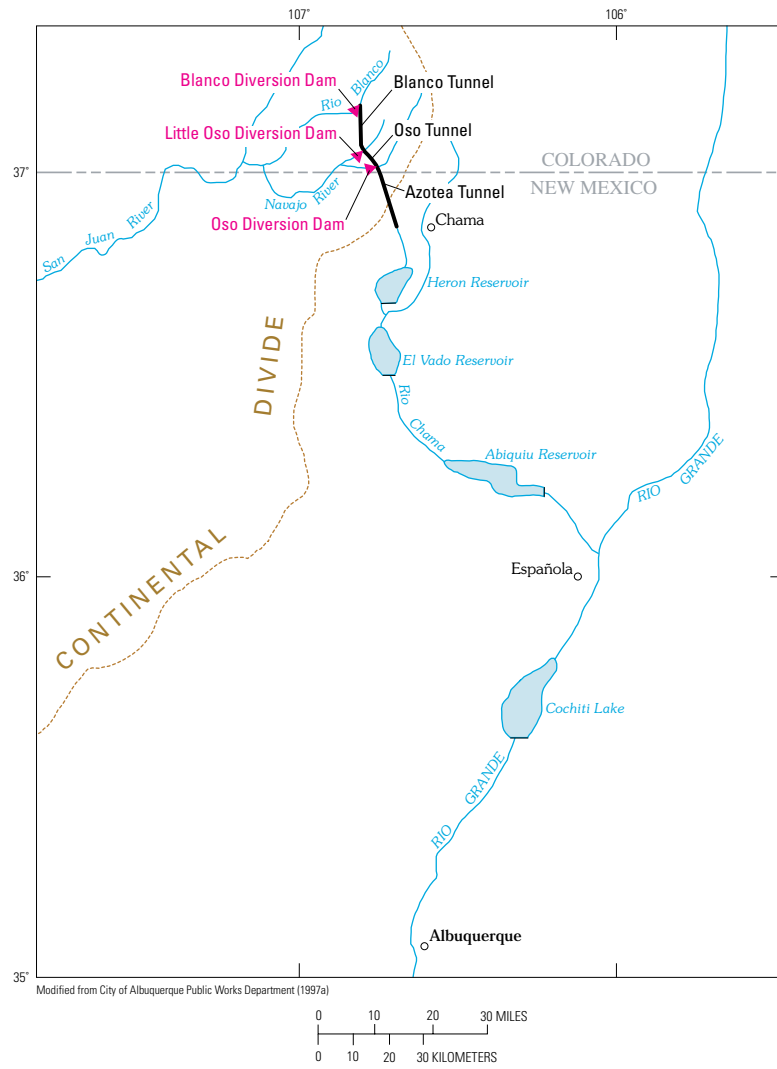 107°
106°
Blanco Diversion Dam
Rio Blanco
Blanco Tunnel
Little Oso Diversion Dam
Oso Tunnel
37°
COLORADO
NEW MEXICO
Navajo River
Azotea Tunnel
Oso Diversion Dam
Chama
San Juan River
Heron Reservoir
El Vado Reservoir
Rio Chama
Abiquiu Reservoir
RIO GRANDE
CONTINENTAL DIVIDE
36°
Española
Cochiti Lake
RIO GRANDE
Albuquerque
35°
Modified from City of Albuquerque Public Works Department (1997a)
0 10 20 30 MILES
0 10 20 30 KILOMETERS